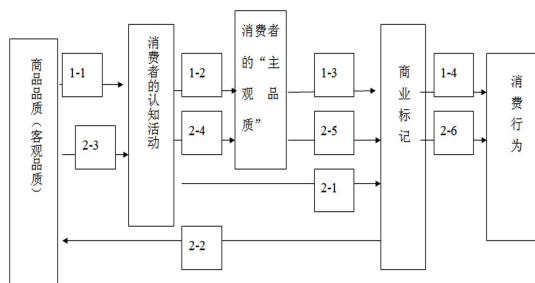 商品品质（客观品质）
1-1
2-3
消费者的认知活动
1-2
2-4
消费者
的“主
观品
质”
1-3
2-5
2-1
2-2
商业标记
1-4
2-6
消费行为